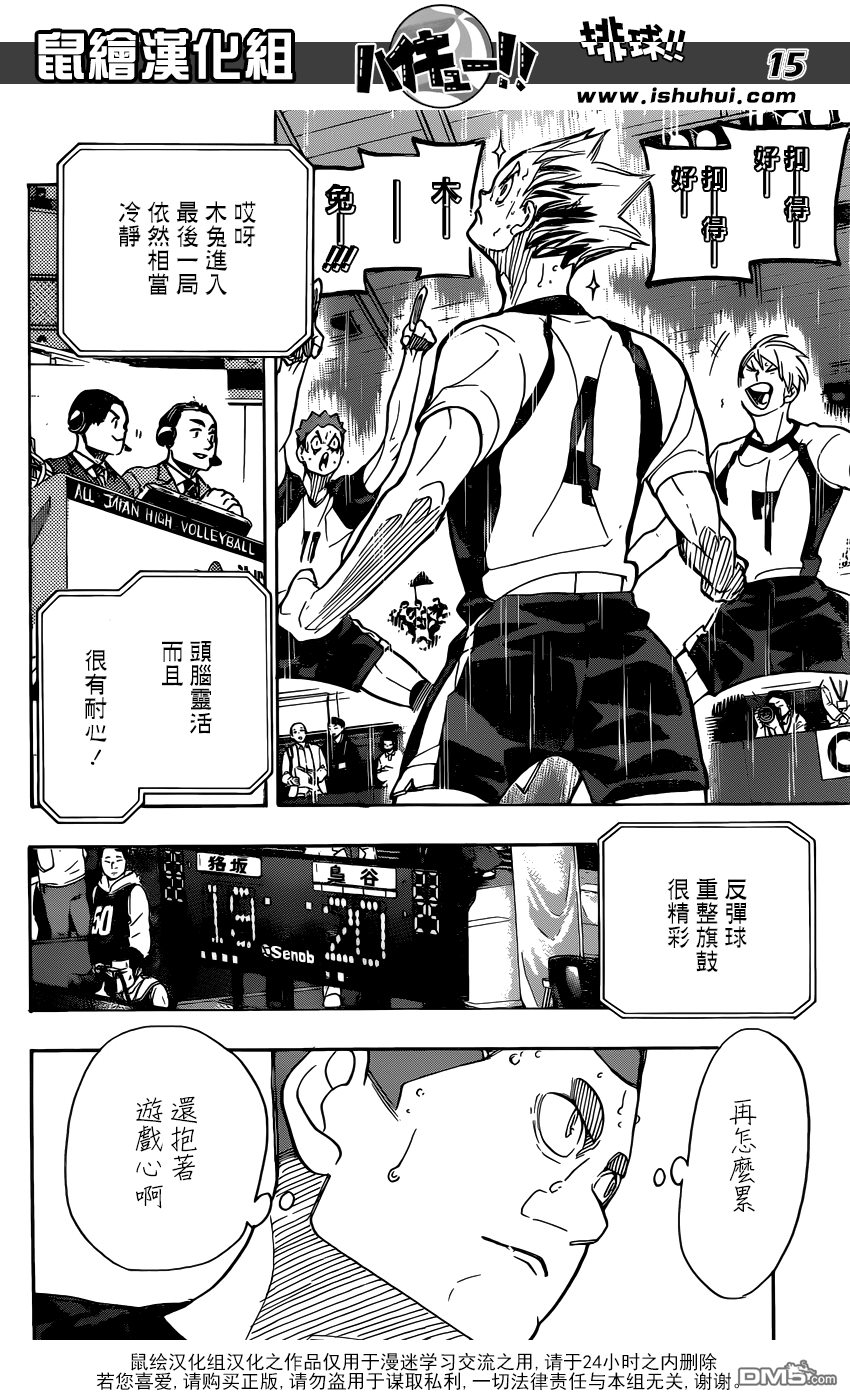 鼠繪漢化組
ハイキュー!!
排球!!
15
www.ishuhui.com
扣得
好
扣得
好
木
兔
!!!
哎呀
木兔進入
最後一局
依然相當
冷靜
4
7
11
ALL JAPAN HIGH VOLLEYBALL
頭腦靈活
而且
很有耐心！
50
狢坂
梟谷
19
20
Senoh
反彈球
重整旗鼓
很精彩
再怎麼累
還抱著
遊戲心啊
鼠绘汉化组汉化之作品仅用于漫迷学习交流之用,请于24小时之内删除
若您喜爱,请购买正版,请勿盗用于谋取私利,一切法律责任与本组无关,谢谢。
DM5.com